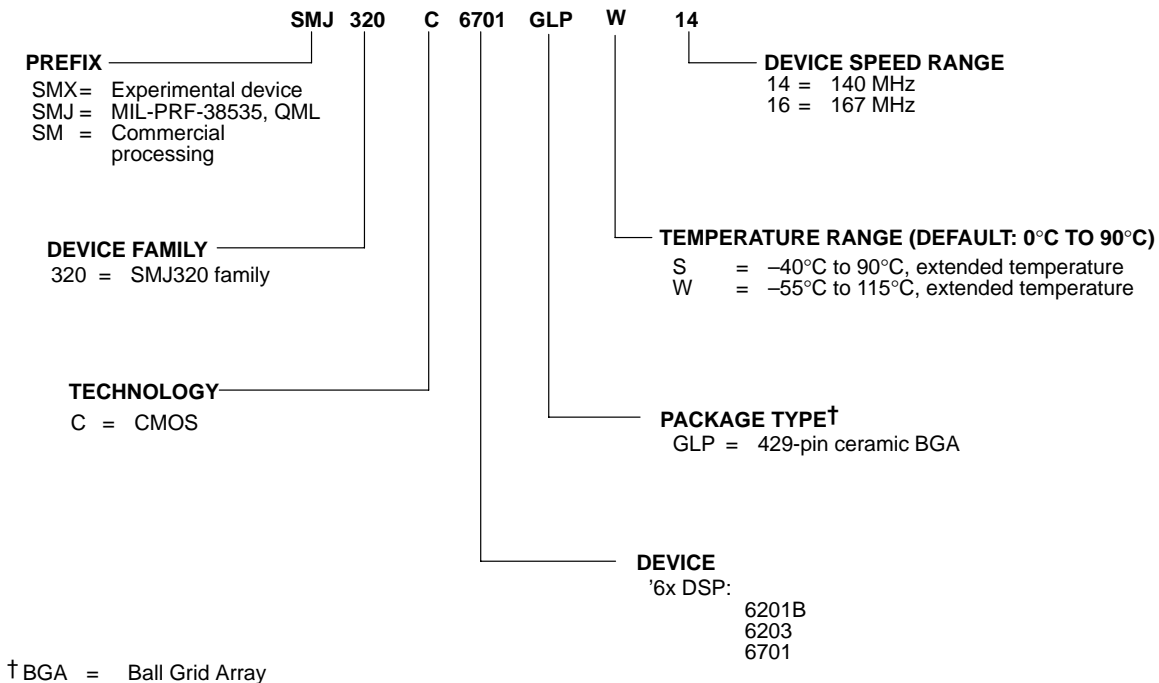 SMJ 320 C 6701 GLP W 14
PREFIX
SMX = Experimental device
SMJ = MIL-PRF-38535, QML
SM = Commercial
processing
DEVICE SPEED RANGE
14 = 140 MHz
16 = 167 MHz
DEVICE FAMILY
320 = SMJ320 family
TEMPERATURE RANGE (DEFAULT: 0°C TO 90°C)
S = –40°C to 90°C, extended temperature
W = –55°C to 115°C, extended temperature
TECHNOLOGY
C = CMOS
PACKAGE TYPE†
GLP = 429-pin ceramic BGA
DEVICE
'6x DSP:
6201B
6203
6701
† BGA = Ball Grid Array